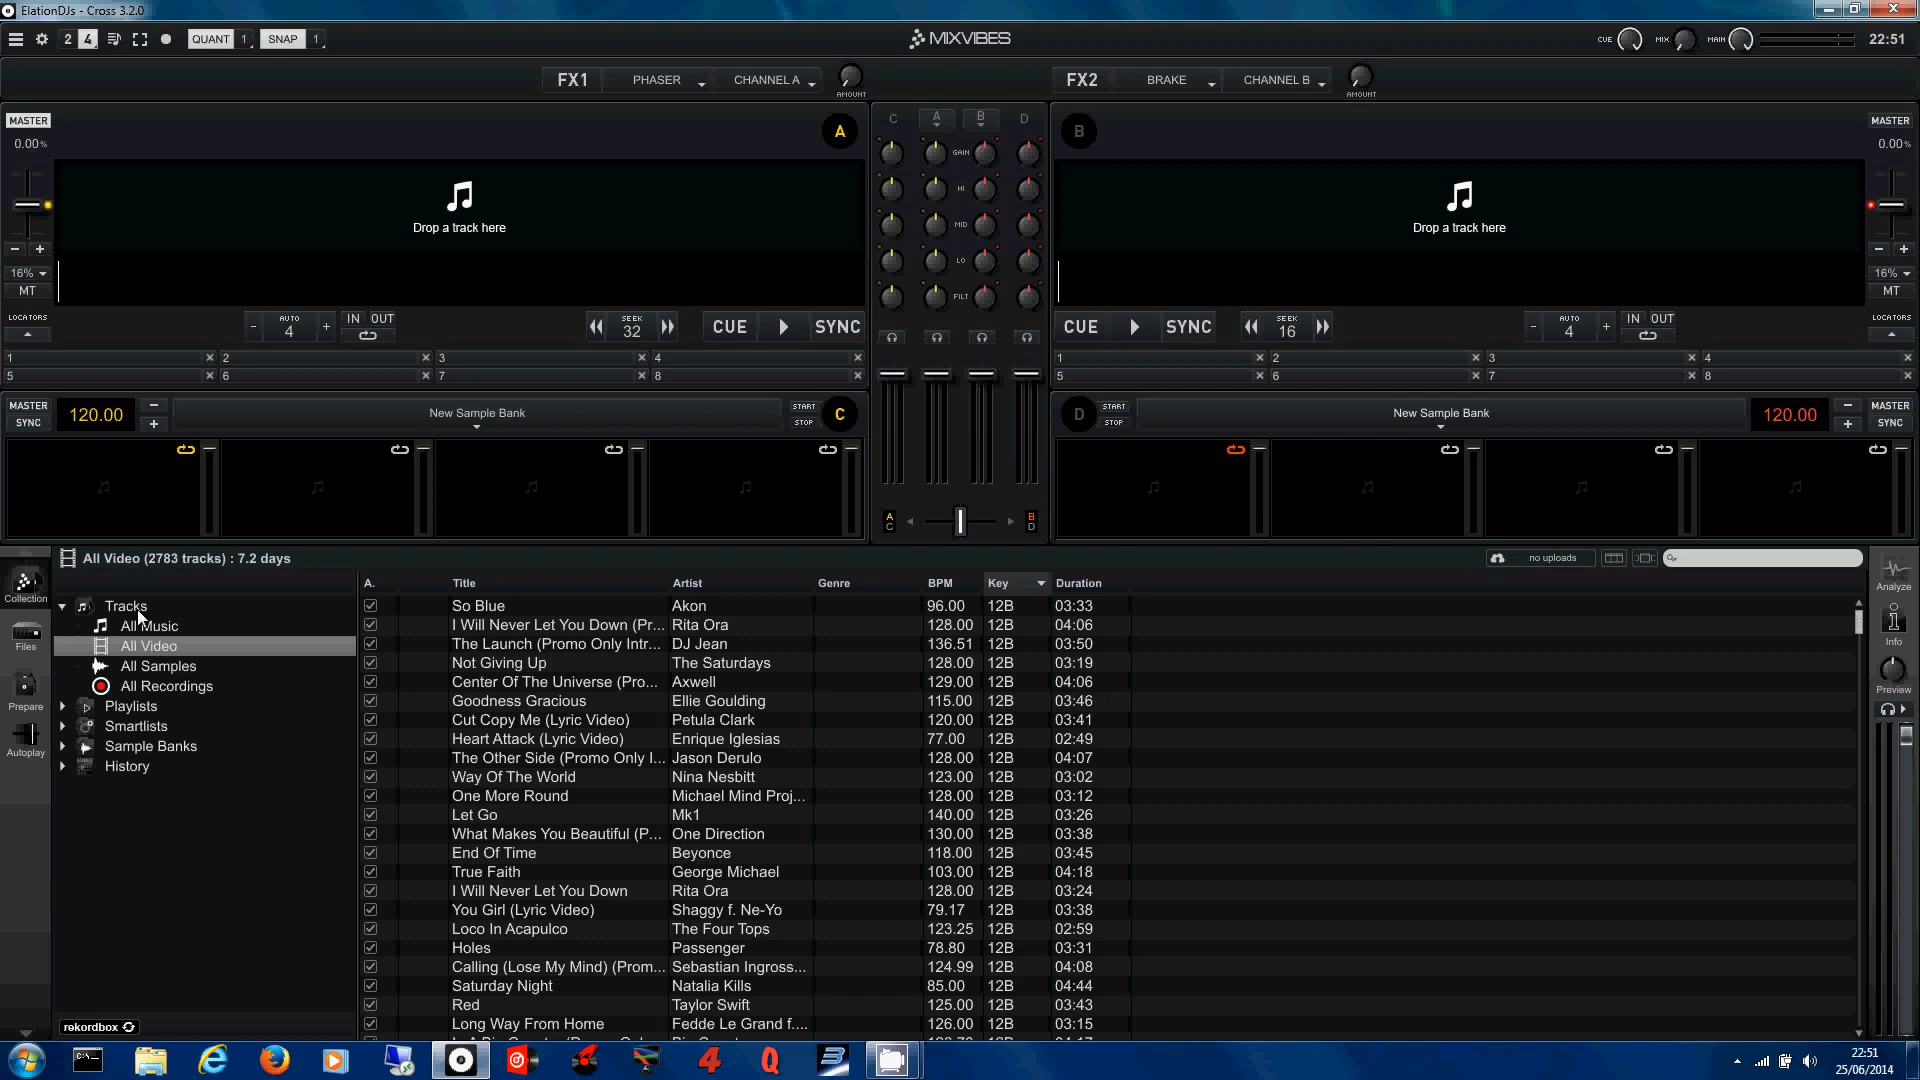 ElationDJs - Cross 3.2.0
2 4 QUANT 1 SNAP 1 MIXVIBES CUE MIX MAIN 22:51
FX1 PHASER CHANNEL A AMOUNT FX2 BRAKE CHANNEL B AMOUNT
MASTER A C A B D B MASTER
0.00% 0.00%
GAIN
HI
Drop a track here MID Drop a track here
- + LO - +
16% 16%
MT FILT MT
LOCATORS - AUTO 4 + IN OUT SEEK 32 CUE SYNC CUE SYNC SEEK 16 - AUTO 4 + IN OUT LOCATORS
1 2 3 4 1 2 3 4
5 6 7 8 5 6 7 8
MASTER SYNC 120.00 - + New Sample Bank START STOP C D START STOP New Sample Bank 120.00 - + MASTER SYNC
A C B D
All Video (2783 tracks) : 7.2 days no uploads
Collection
Files
Prepare
Autoplay
Tracks
All Music
All Video
All Samples
All Recordings
Playlists
Smartlists
Sample Banks
History
rekordbox
A. Title Artist Genre BPM Key Duration
So Blue Akon 96.00 12B 03:33
I Will Never Let You Down (Pr... Rita Ora 128.00 12B 04:06
The Launch (Promo Only Intr... DJ Jean 136.51 12B 03:50
Not Giving Up The Saturdays 128.00 12B 03:19
Center Of The Universe (Pro... Axwell 129.00 12B 04:06
Goodness Gracious Ellie Goulding 115.00 12B 03:46
Cut Copy Me (Lyric Video) Petula Clark 120.00 12B 03:41
Heart Attack (Lyric Video) Enrique Iglesias 77.00 12B 02:49
The Other Side (Promo Only I... Jason Derulo 128.00 12B 04:07
Way Of The World Nina Nesbitt 123.00 12B 03:02
One More Round Michael Mind Proj... 128.00 12B 03:12
Let Go Mk1 140.00 12B 03:26
What Makes You Beautiful (P... One Direction 130.00 12B 03:38
End Of Time Beyonce 118.00 12B 03:45
True Faith George Michael 103.00 12B 04:18
I Will Never Let You Down Rita Ora 128.00 12B 03:24
You Girl (Lyric Video) Shaggy f. Ne-Yo 79.17 12B 03:38
Loco In Acapulco The Four Tops 123.25 12B 02:59
Holes Passenger 78.80 12B 03:31
Calling (Lose My Mind) (Prom... Sebastian Ingross... 124.99 12B 04:08
Saturday Night Natalia Kills 85.00 12B 04:44
Red Taylor Swift 125.00 12B 03:43
Long Way From Home Fedde Le Grand f.... 126.00 12B 03:15
Analyze
Info
Preview
22:51
25/06/2014